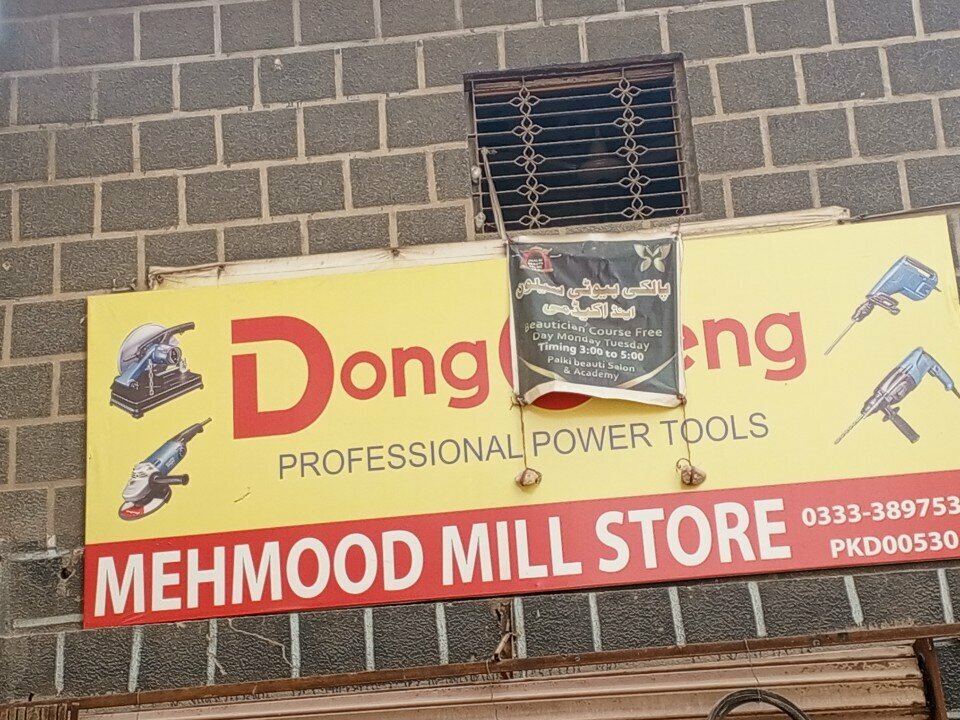 پالکی بیوٹی سیلون
اینڈ اکیڈمی
Beautician Course Free
Day Monday Tuesday
Timing 3:00 to 5:00
Palki beauti Salon
& Academy
Dong eng
PROFESSIONAL POWER TOOLS
MEHMOOD MILL STORE
0333-389753
PKD00530